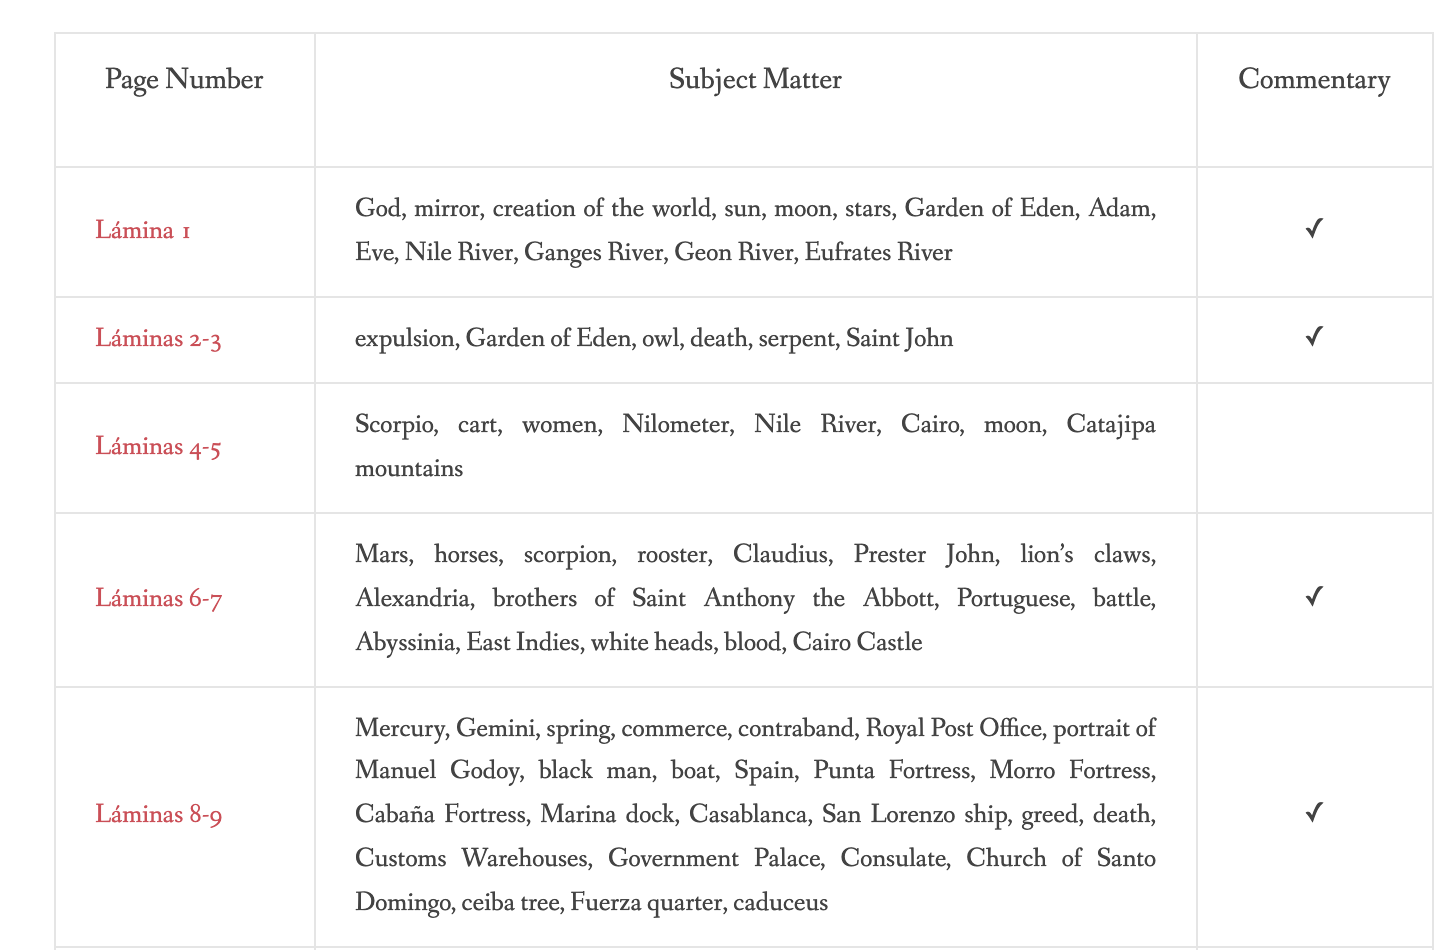 Page Number Subject Matter Commentary
Lámina 1
God, mirror, creation of the world, sun, moon, stars, Garden of Eden, Adam,
Eve, Nile River, Ganges River, Geon River, Eufrates River
✓
Láminas 2-3
expulsion, Garden of Eden, owl, death, serpent, Saint John
✓
Láminas 4-5
Scorpio, cart, women, Nilometer, Nile River, Cairo, moon, Catajipa
mountains
Láminas 6-7
Mars, horses, scorpion, rooster, Claudius, Prester John, lion’s claws,
Alexandria, brothers of Saint Anthony the Abbott, Portuguese, battle,
Abyssinia, East Indies, white heads, blood, Cairo Castle
✓
Láminas 8-9
Mercury, Gemini, spring, commerce, contraband, Royal Post Office, portrait of
Manuel Godoy, black man, boat, Spain, Punta Fortress, Morro Fortress,
Cabaña Fortress, Marina dock, Casablanca, San Lorenzo ship, greed, death,
Customs Warehouses, Government Palace, Consulate, Church of Santo
Domingo, ceiba tree, Fuerza quarter, caduceus
✓